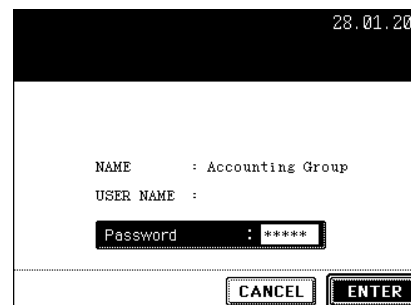 28.01.20
NAME : Accounting Group
USER NAME :
Password : *****
CANCEL ENTER